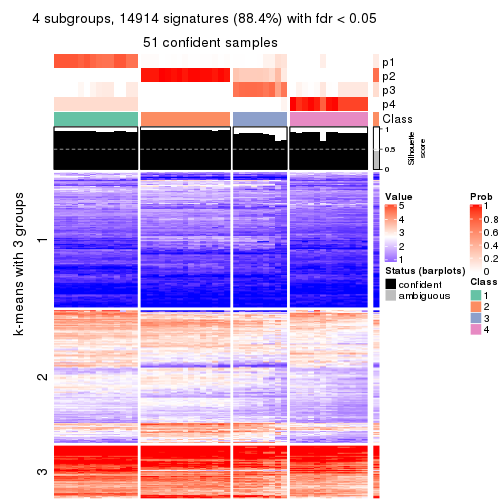 4 subgroups, 14914 signatures (88.4%) with fdr < 0.05
51 confident samples
p1
p2
p3
p4
Class
1
0.5
0
Silhouette
score
k-means with 3 groups
1
2
3
Value
5
4
3
2
1
Status (barplots)
confident
ambiguous
Prob
1
0.8
0.6
0.4
0.2
0
Class
1
2
3
4